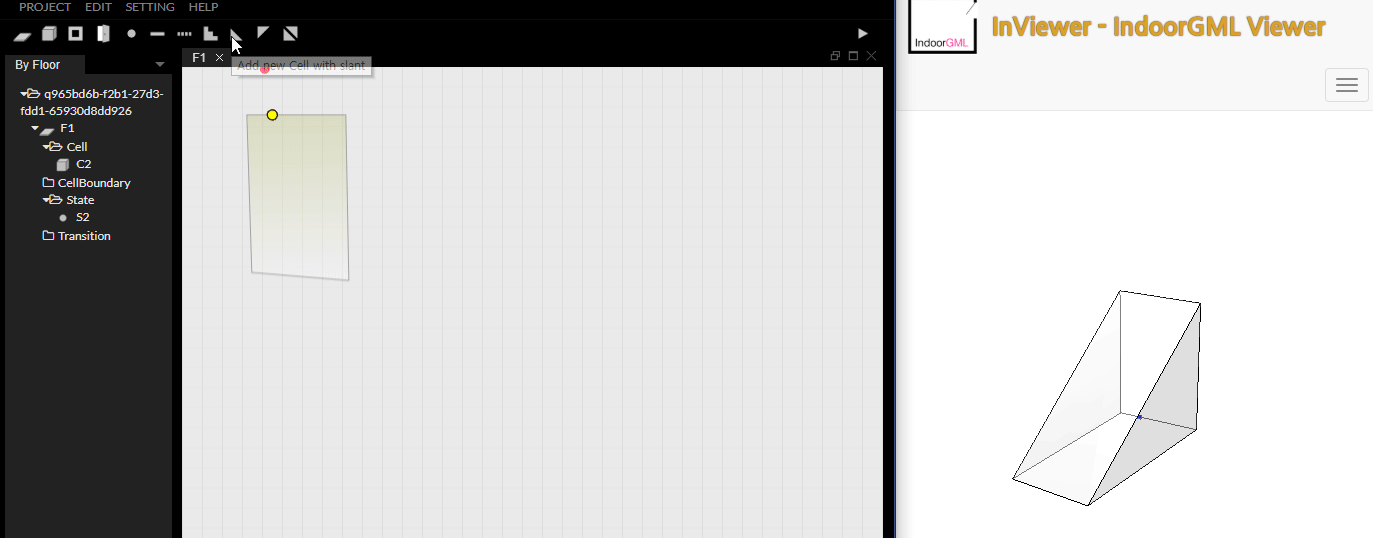 PROJECT EDIT SETTING HELP
InViewer - IndoorGML Viewer
IndoorGML
By Floor
F1
Add new Cell with slant
q965bd6b-f2b1-27d3-
fdd1-65930d8dd926
F1
Cell
C2
CellBoundary
State
S2
Transition